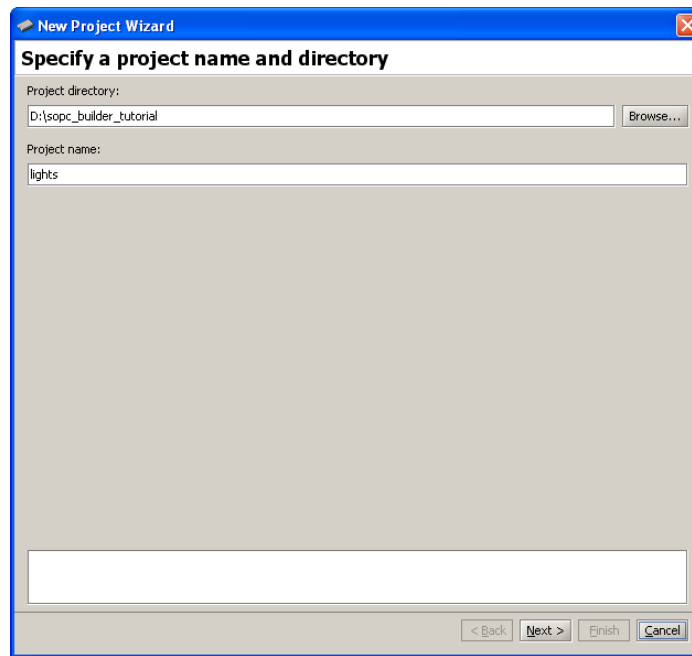 New Project Wizard
Specify a project name and directory
Project directory:
D:\sopc_builder_tutorial
Browse...
Project name:
lights
< Back Next > Finish Cancel